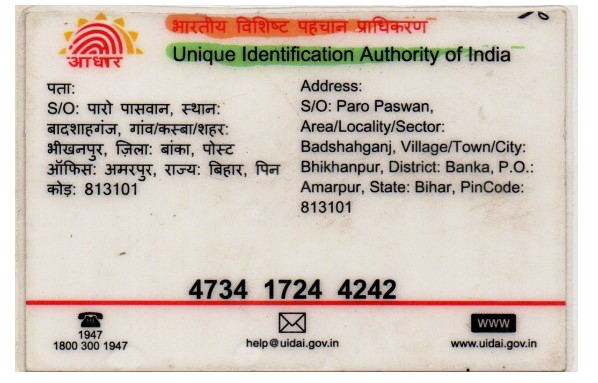 भारतीय विशिष्ट पहचान प्राधिकरण
Unique Identification Authority of India
आधार
पता:
S/O: पारो पासवान, स्थान:
बादशाहगंज, गांव/कस्बा/शहर:
भीखनपुर, ज़िला: बांका, पोस्ट
ऑफिस: अमरपुर, राज्य: बिहार, पिन
कोड़: 813101
Address:
S/O: Paro Paswan,
Area/Locality/Sector:
Badshahganj, Village/Town/City:
Bhikhanpur, District: Banka, P.O.:
Amarpur, State: Bihar, PinCode:
813101
4734 1724 4242
1947
1800 300 1947
help@uidai.gov.in
WWW
www.uidai.gov.in